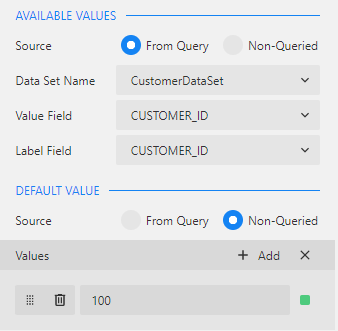 AVAILABLE VALUES
Source From Query Non-Queried
Data Set Name CustomerDataSet
Value Field CUSTOMER_ID
Label Field CUSTOMER_ID
DEFAULT VALUE
Source From Query Non-Queried
Values + Add ×
100